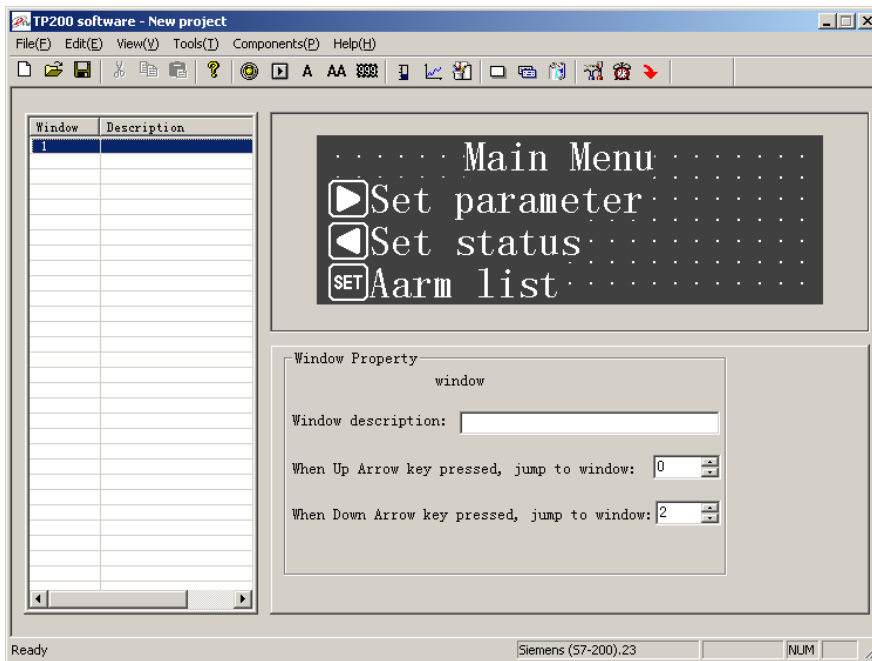 TP200 software - New project
File(F) Edit(E) View(V) Tools(T) Components(P) Help(H)
A AA
Window Description
1
Main Menu
Set parameter
Set status
SET Aarm list
Window Property
window
Window description:
When Up Arrow key pressed, jump to window: 0
When Down Arrow key pressed, jump to window: 2
Ready Siemens (S7-200).23 NUM